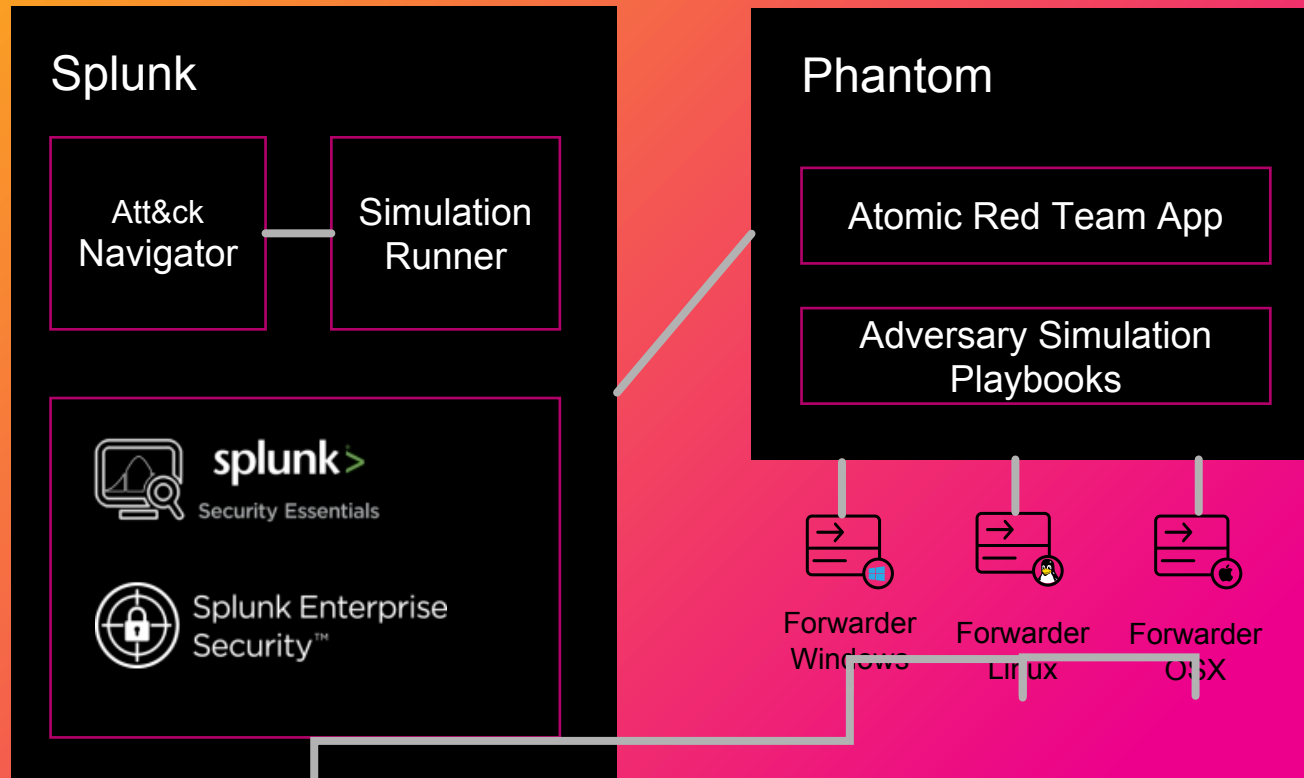 Splunk
Att&ck
Navigator
Simulation
Runner
splunk>
Security Essentials
Splunk Enterprise
Security™
Phantom
Atomic Red Team App
Adversary Simulation
Playbooks
Forwarder
Windows
Forwarder
Linux
Forwarder
OSX